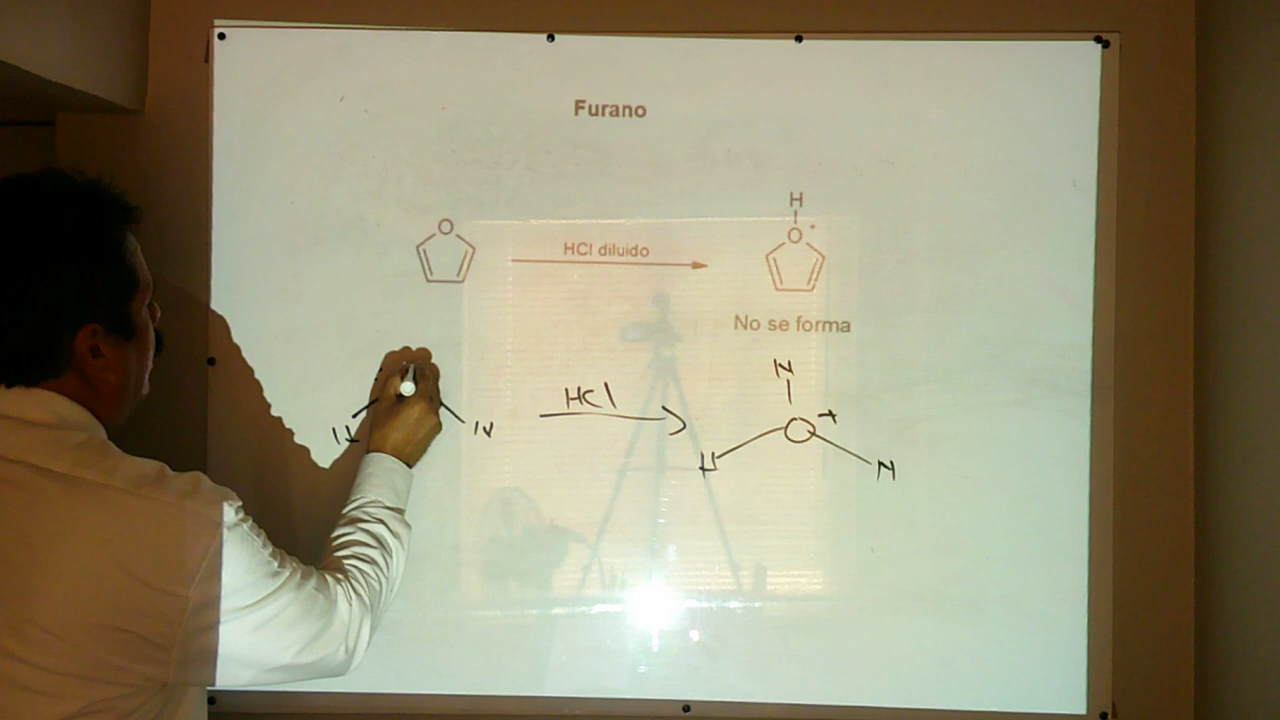 Furano
H
O +
O
HCl diluido
No se forma
H
HCl
O +
H H
H H